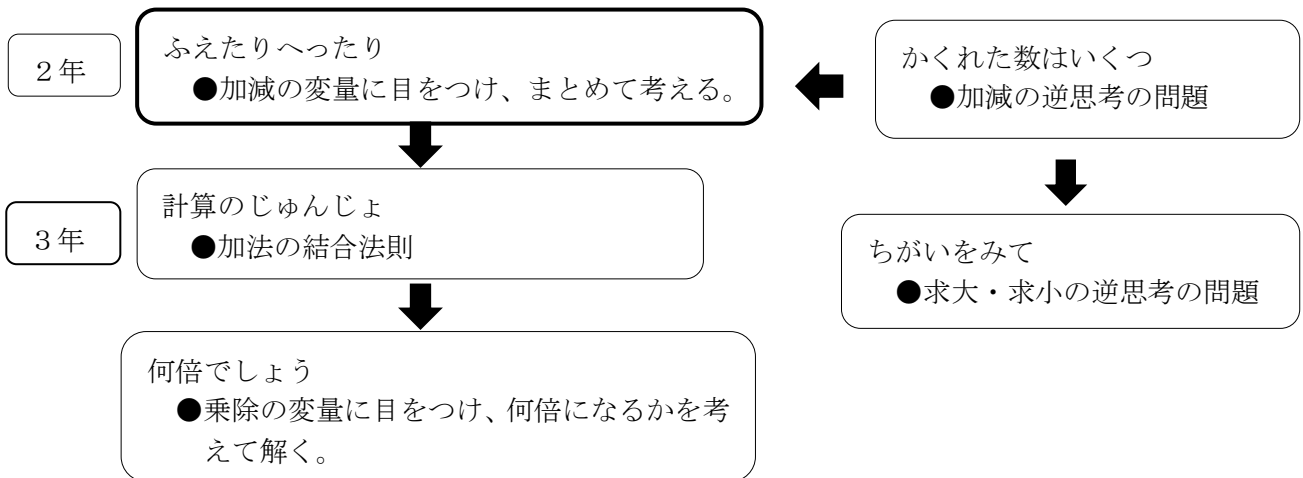 2年
ふえたりへったり
●加減の変量に目をつけ、まとめて考える。
かくれた数はいくつ
●加減の逆思考の問題
3年
計算のじゅんじょ
●加法の結合法則
ちがいをみて
●求大・求小の逆思考の問題
何倍でしょう
●乗除の変量に目をつけ、何倍になるかを考
えて解く。